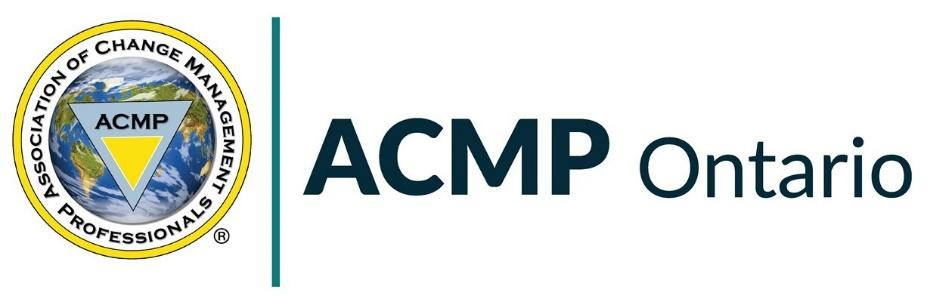 ASSOCIATION OF CHANGE MANAGEMENT PROFESSIONALS
ACMP
®
ACMP Ontario